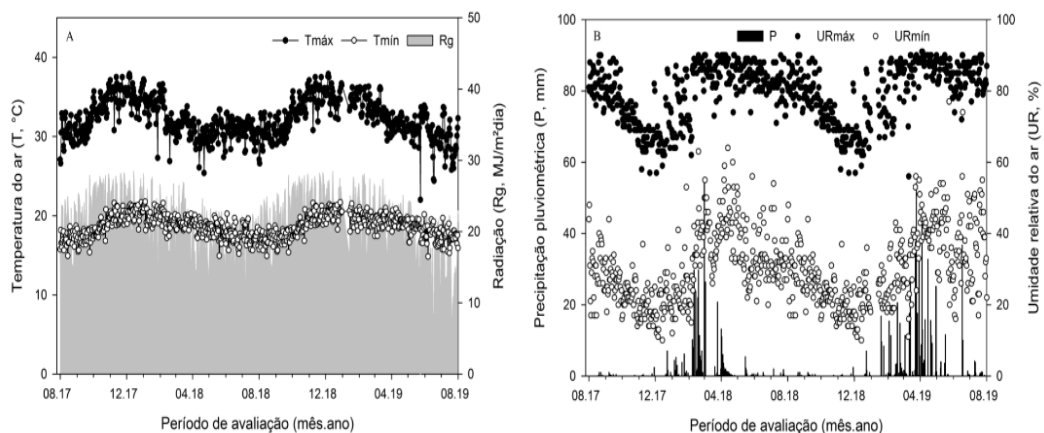 A
Tmáx Tmín Rg
Temperatura do ar (T, °C)
40
30
20
10
0
Radiação (Rg, MJ/m²dia)
50
40
30
20
10
0
08.17 12.17 04.18 08.18 12.18 04.19 08.19
Período de avaliação (mês.ano)
B
P URmáx URmín
Precipitação pluviométrica (P, mm)
100
80
60
40
20
0
Umidade relativa do ar (UR, %)
100
80
60
40
20
0
08.17 12.17 04.18 08.18 12.18 04.19 08.19
Período de avaliação (mês.ano)